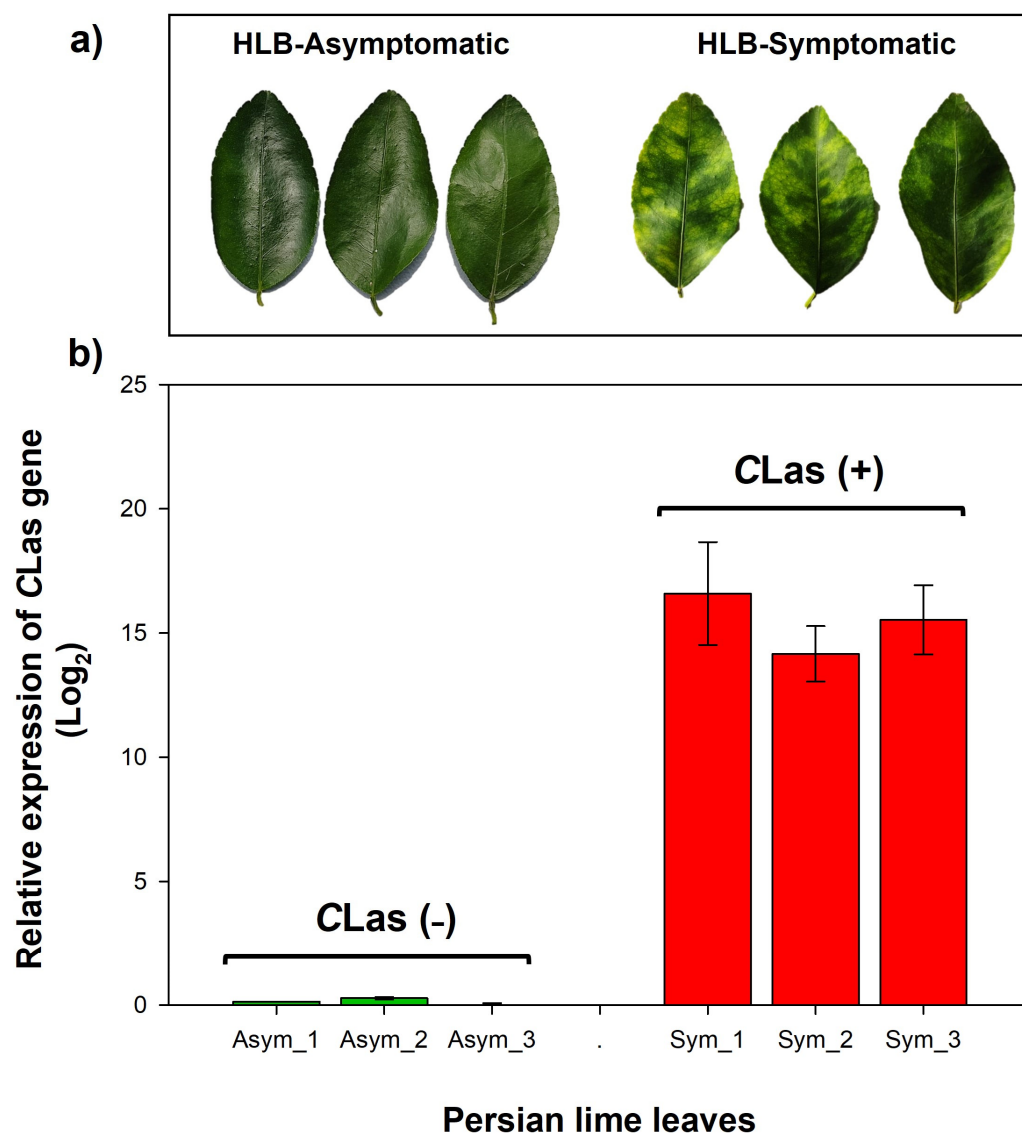 a)
HLB-Asymptomatic
HLB-Symptomatic
b)
Relative expression of CLas gene
(Log₂)
25
20
15
10
5
0
CLas (-)
CLas (+)
Asym_1
Asym_2
Asym_3
.
Sym_1
Sym_2
Sym_3
Persian lime leaves